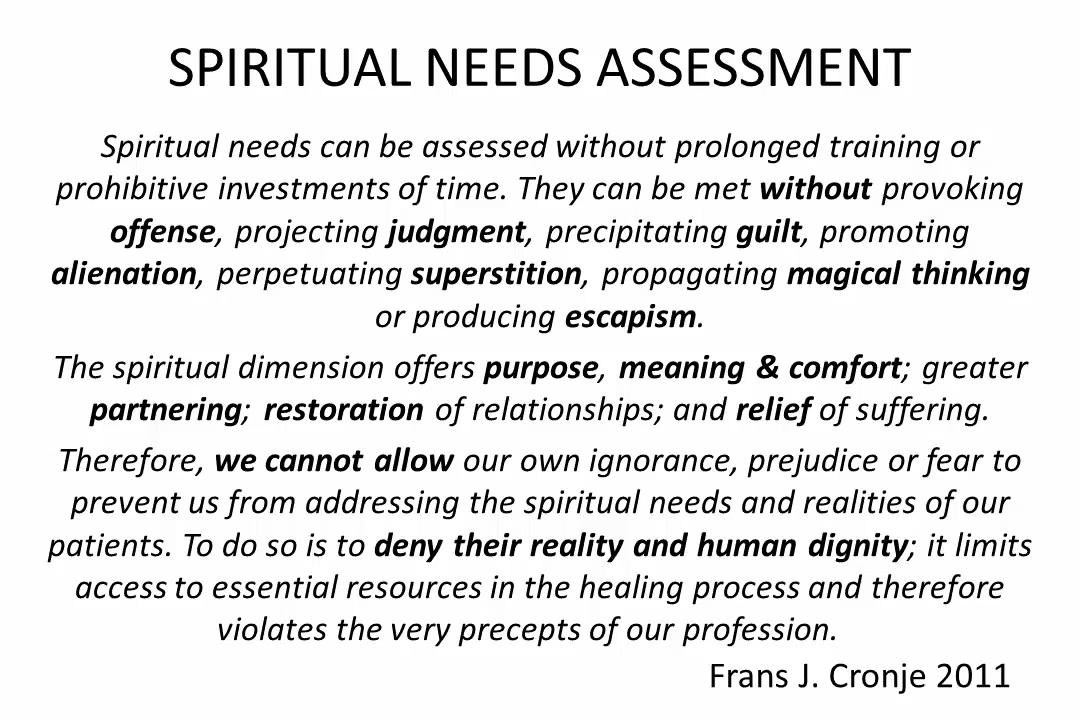 SPIRITUAL NEEDS ASSESSMENT
Spiritual needs can be assessed without prolonged training or
prohibitive investments of time. They can be met without provoking
offense, projecting judgment, precipitating guilt, promoting
alienation, perpetuating superstition, propagating magical thinking
or producing escapism.
The spiritual dimension offers purpose, meaning & comfort; greater
partnering; restoration of relationships; and relief of suffering.
Therefore, we cannot allow our own ignorance, prejudice or fear to
prevent us from addressing the spiritual needs and realities of our
patients. To do so is to deny their reality and human dignity; it limits
access to essential resources in the healing process and therefore
violates the very precepts of our profession.
Frans J. Cronje 2011